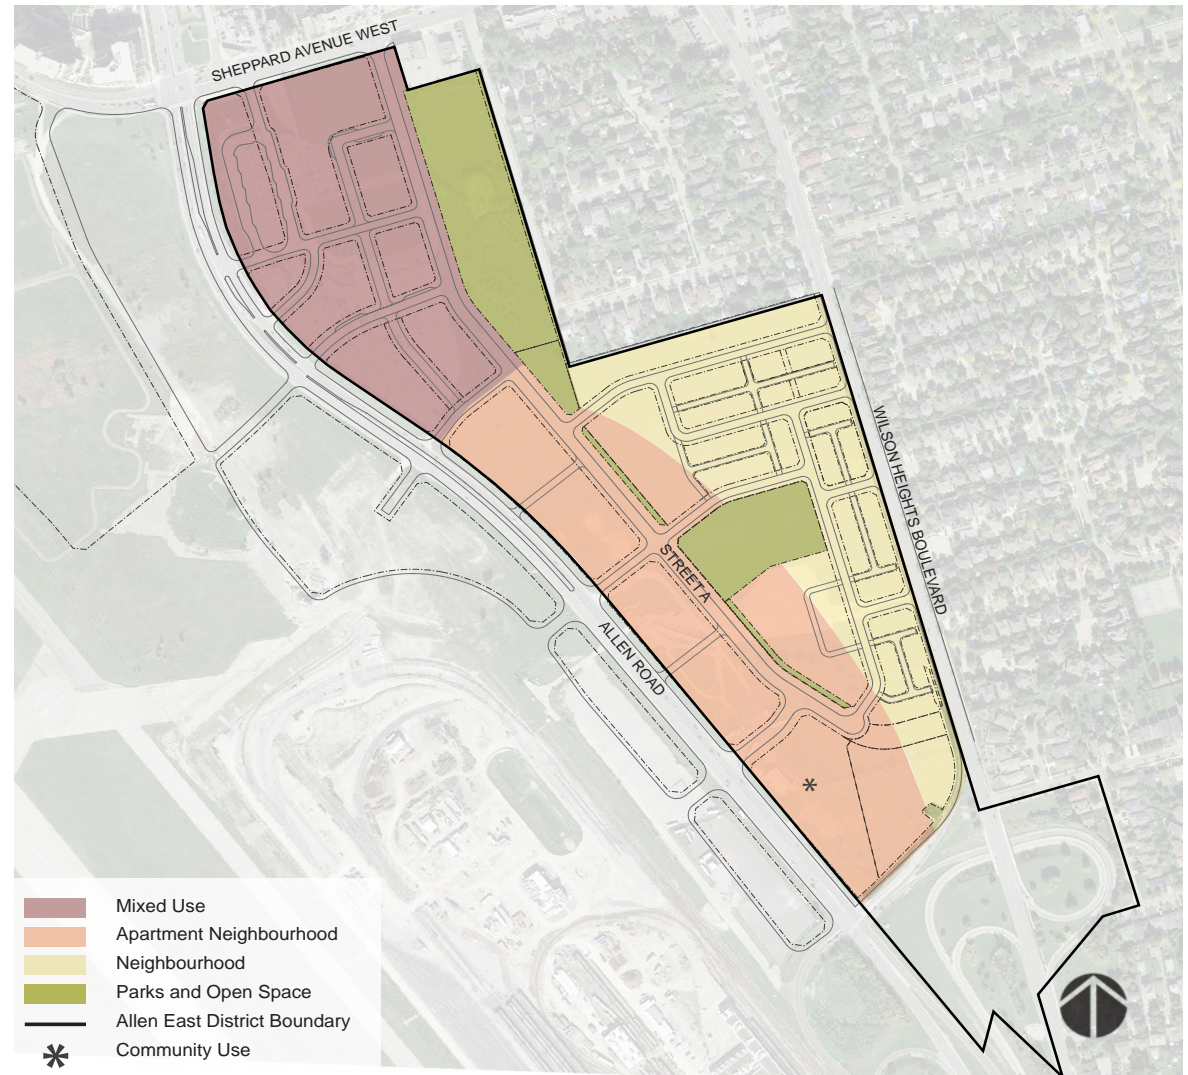 SHEPPARD AVENUE WEST
WILSON HEIGHTS BOULEVARD
STREET A
ALLEN ROAD
Mixed Use
Apartment Neighbourhood
Neighbourhood
Parks and Open Space
Allen East District Boundary
Community Use